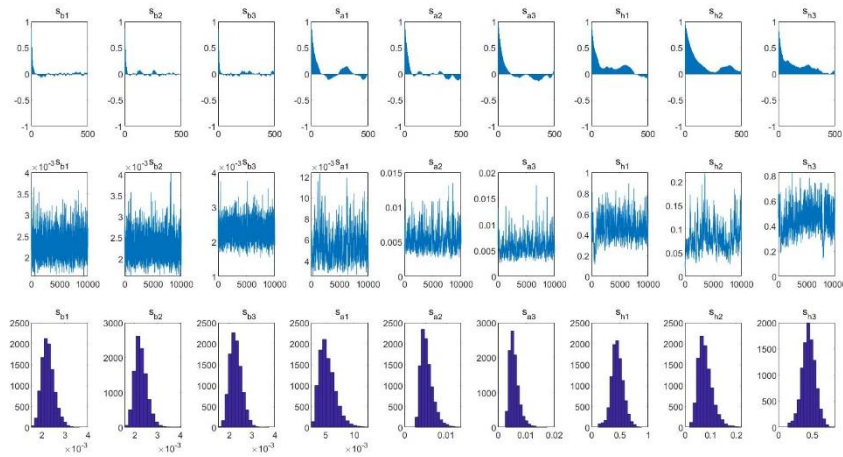 s_b1 s_b2 s_b3 s_a1 s_a2 s_a3 s_h1 s_h2 s_h3
1 1 1 1 1 1 1 1 1
0.5 0.5 0.5 0.5 0.5 0.5 0.5 0.5 0.5
0 0 0 0 0 0 0 0 0
-0.5 -0.5 -0.5 -0.5 -0.5 -0.5 -0.5 -0.5 -0.5
-1 -1 -1 -1 -1 -1 -1 -1 -1
0 500 0 500 0 500 0 500 0 500 0 500 0 500 0 500 0 500
×10⁻³ s_b1 ×10⁻³ s_b2 ×10⁻³ s_b3 ×10⁻³ s_a1 s_a2 s_a3 s_h1 s_h2 s_h3
4 4 4 12 0.015 0.02 1 0.2 0.8
3.5 3.5 3 10 0.01 0.015 0.8 0.15 0.6
3 3 2 8 0.005 0.01 0.6 0.1 0.4
2.5 2.5 1 6 0 0.005 0.4 0.05 0.2
2 2 4 0 0.2 0 0
0
0 5000 10000 0 5000 10000 0 5000 10000 0 5000 10000 0 5000 10000 0 5000 10000 0 5000 10000 0 5000 10000 0 5000 10000
s_b1 s_b2 s_b3 s_a1 s_a2 s_a3 s_h1 s_h2 s_h3
2500 3000 2500 2500 2500 3000 2500 2500 2000
2000 2500 2000 2000 2000 2000 2000 2000 1500
1500 2000 1500 1500 1500 1000 1500 1500 1000
1000 1500 1000 1000 1000 0 1000 1000 500
500 1000 500 500 500 500 500 0
0 500 0 0 0 0 0
0
2 3 4 2 3 4 2 3 4 5 10 0 0.01 0 0.01 0.02 0 0.5 1 0 0.1 0.2 0 0.5
×10⁻³ ×10⁻³ ×10⁻³ ×10⁻³